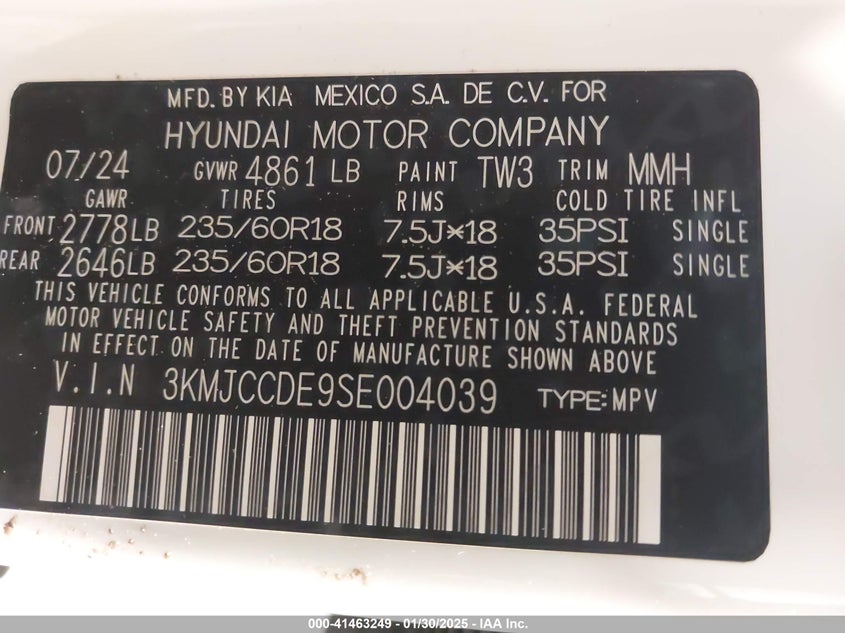 MFD. BY KIA MEXICO S.A. DE C.V. FOR
HYUNDAI MOTOR COMPANY
07/24 GVWR 4861 LB PAINT TW3 TRIM MMH
GAWR TIRES RIMS COLD TIRE INFL
FRONT 2778LB 235/60R18 7.5J*18 35PSI SINGLE
REAR 2646LB 235/60R18 7.5J*18 35PSI SINGLE
THIS VEHICLE CONFORMS TO ALL APPLICABLE U.S.A. FEDERAL
MOTOR VEHICLE SAFETY AND THEFT PREVENTION STANDARDS
IN EFFECT ON THE DATE OF MANUFACTURE SHOWN ABOVE
V.I.N 3KMJCCDE9SE004039 TYPE:MPV
000-41463249 - 01/30/2025 - IAA Inc.